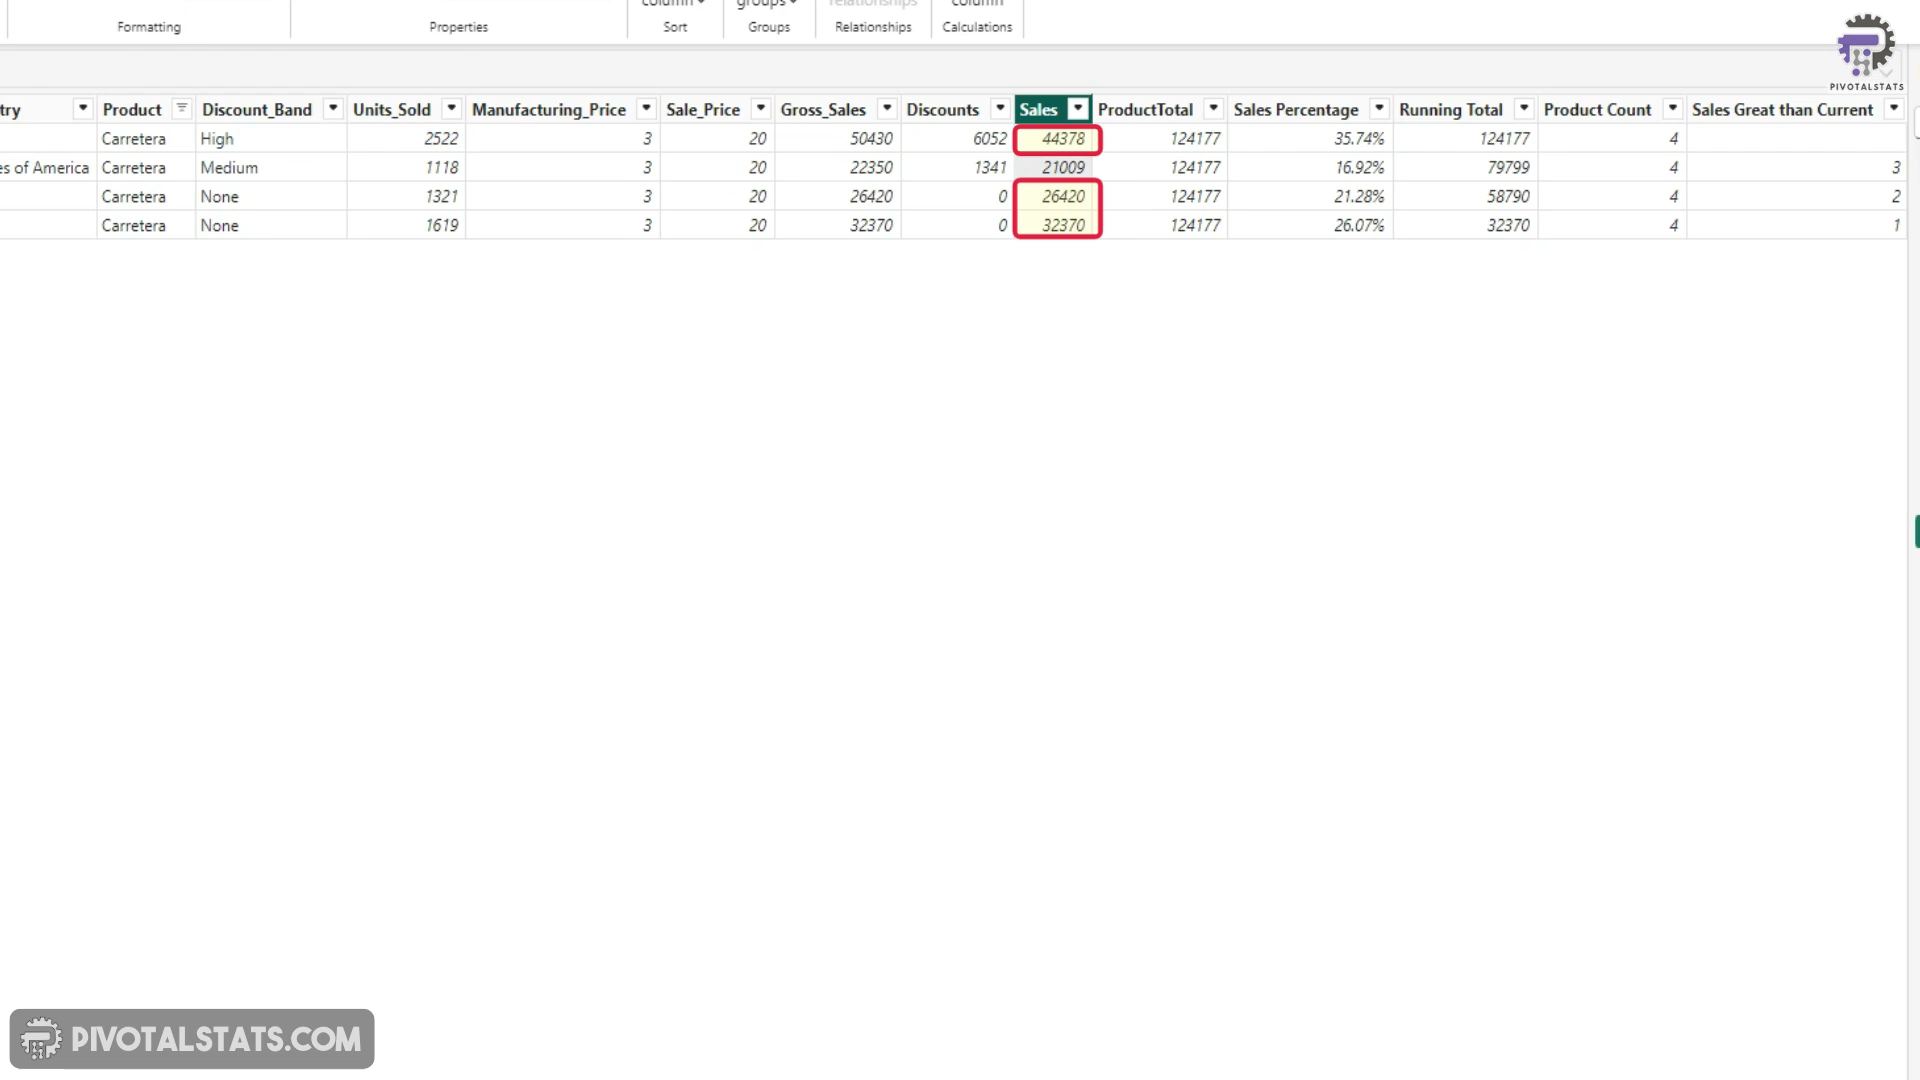 column groups relationships column
Formatting Properties Sort Groups Relationships Calculations
PIVOTALSTATS
try Product Discount_Band Units_Sold Manufacturing_Price Sale_Price Gross_Sales Discounts Sales ProductTotal Sales Percentage Running Total Product Count Sales Great than Current
Carretera High 2522 3 20 50430 6052 44378 124177 35.74% 124177 4
es of America Carretera Medium 1118 3 20 22350 1341 21009 124177 16.92% 79799 4 3
Carretera None 1321 3 20 26420 0 26420 124177 21.28% 58790 4 2
Carretera None 1619 3 20 32370 0 32370 124177 26.07% 32370 4 1
PIVOTALSTATS.COM